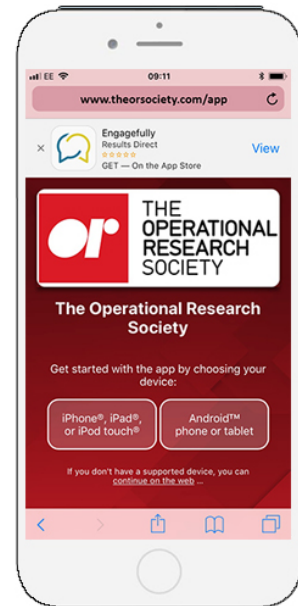 EE
09:11
www.theorsociety.com/app
Engagefully
Results Direct
GET — On the App Store
View
or
THE
OPERATIONAL
RESEARCH
SOCIETY
The Operational Research
Society
Get started with the app by choosing your
device:
iPhone®, iPad®,
or iPod touch®
Android™
phone or tablet
If you don't have a supported device, you can
continue on the web ...